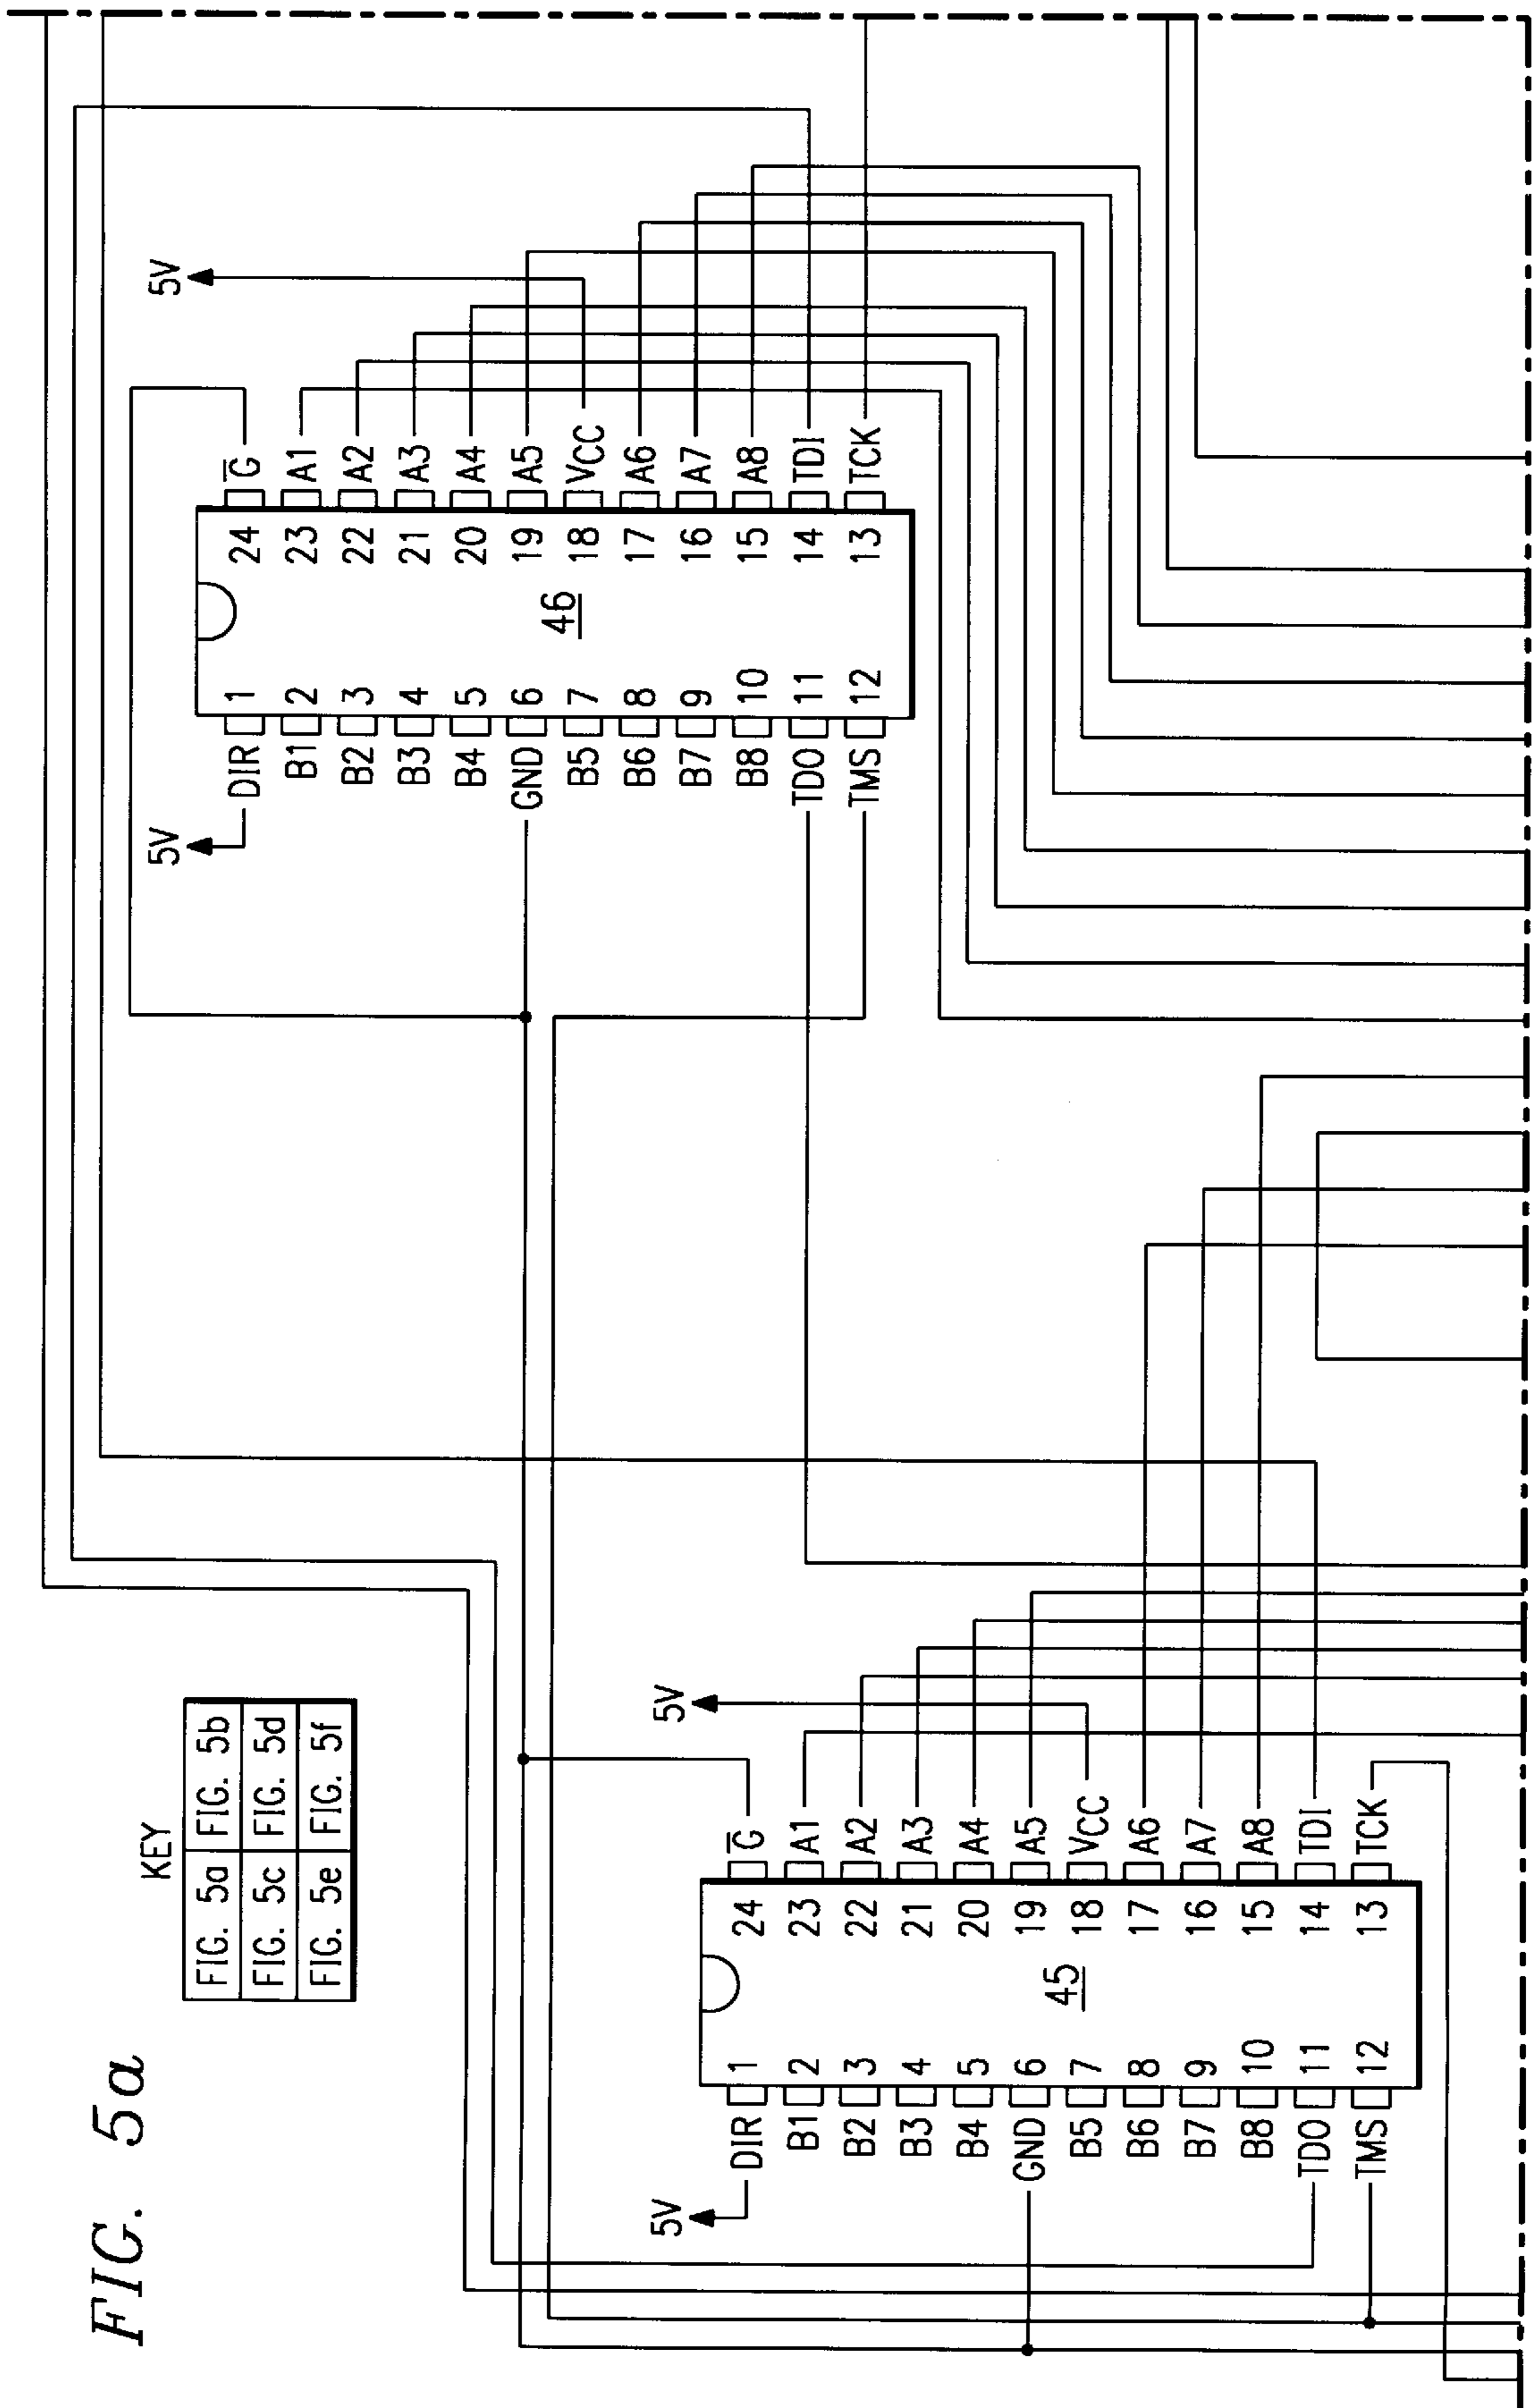 FIG. 5a
KEY
FIG. 5a FIG. 5b
FIG. 5c FIG. 5d
FIG. 5e FIG. 5f
5V
5V
DIR 1 24 G̅
B1 2 23 A1
B2 3 22 A2
B3 4 21 A3
B4 5 20 A4
GND 6 19 A5
B5 7 18 VCC
B6 8 17 A6
B7 9 16 A7
B8 10 15 A8
TDO 11 14 TDI
TMS 12 13 TCK
45
5V
5V
DIR 1 24 G̅
B1 2 23 A1
B2 3 22 A2
B3 4 21 A3
B4 5 20 A4
GND 6 19 A5
B5 7 18 VCC
B6 8 17 A6
B7 9 16 A7
B8 10 15 A8
TDO 11 14 TDI
TMS 12 13 TCK
46